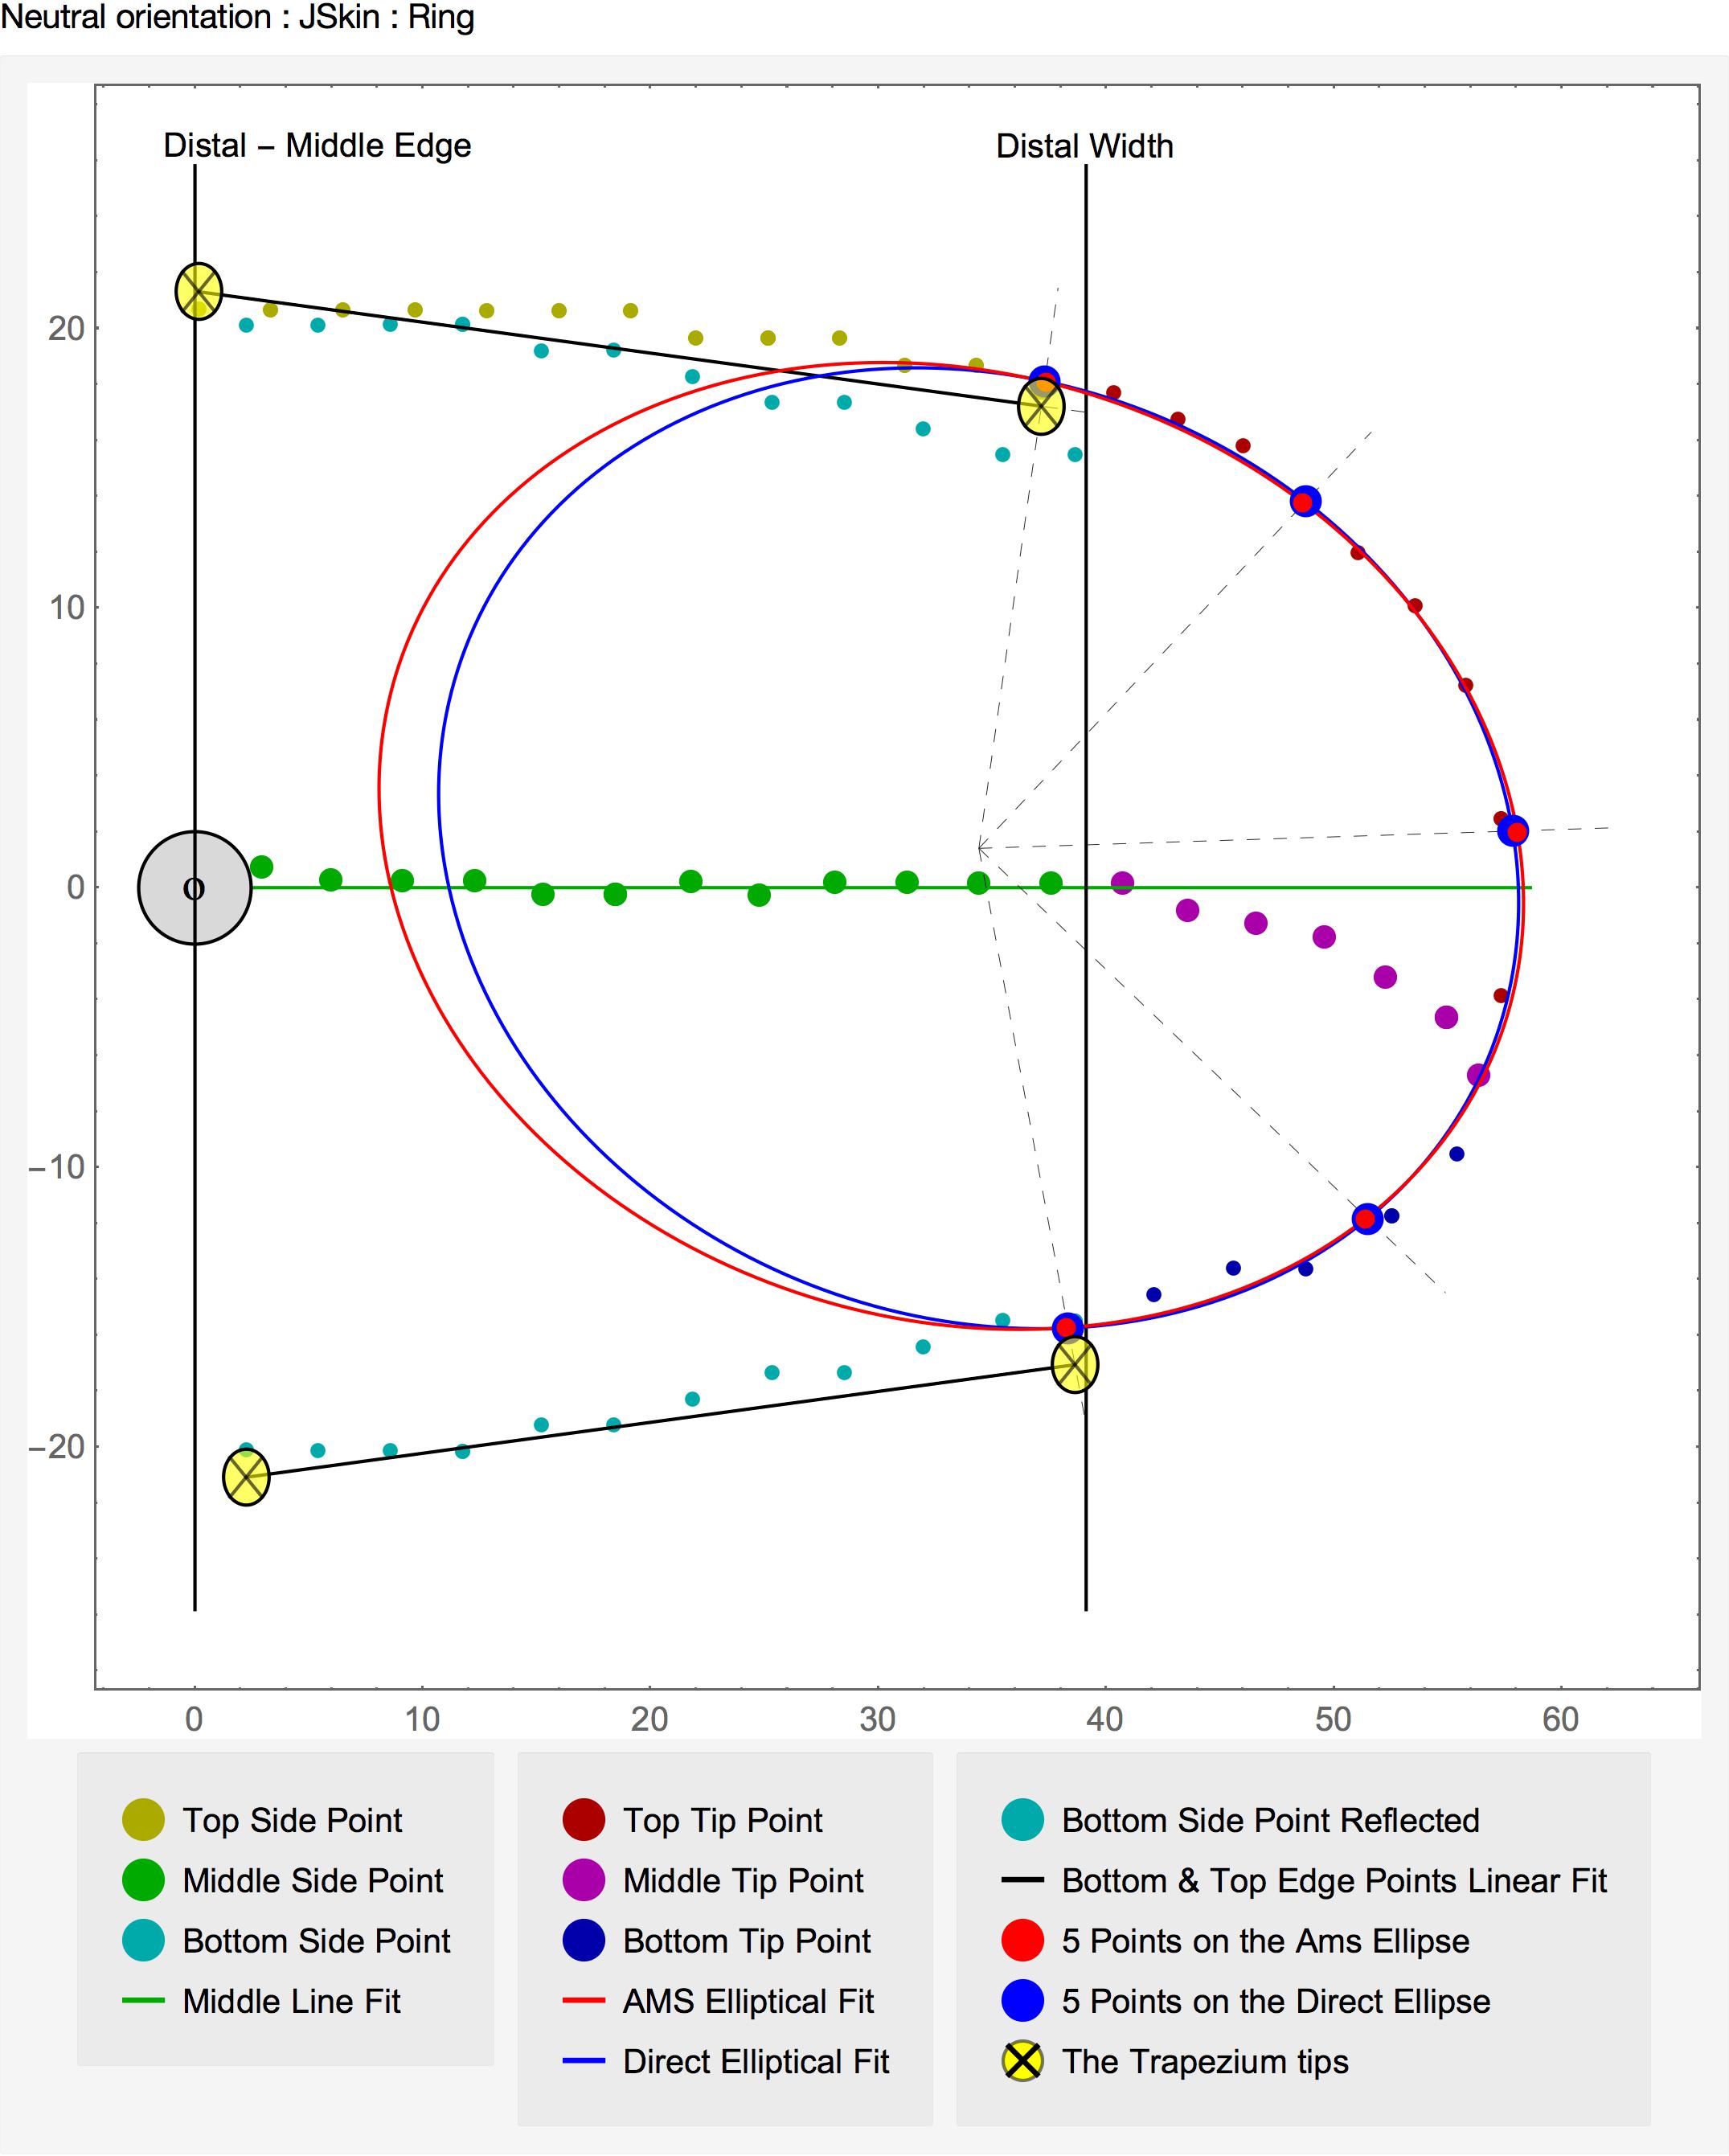 Neutral orientation : JSkin : Ring
Distal – Middle Edge
Distal Width
20
10
0
−10
−20
O
0 10 20 30 40 50 60
Top Side Point
Middle Side Point
Bottom Side Point
Middle Line Fit
Top Tip Point
Middle Tip Point
Bottom Tip Point
AMS Elliptical Fit
Direct Elliptical Fit
Bottom Side Point Reflected
Bottom & Top Edge Points Linear Fit
5 Points on the Ams Ellipse
5 Points on the Direct Ellipse
The Trapezium tips